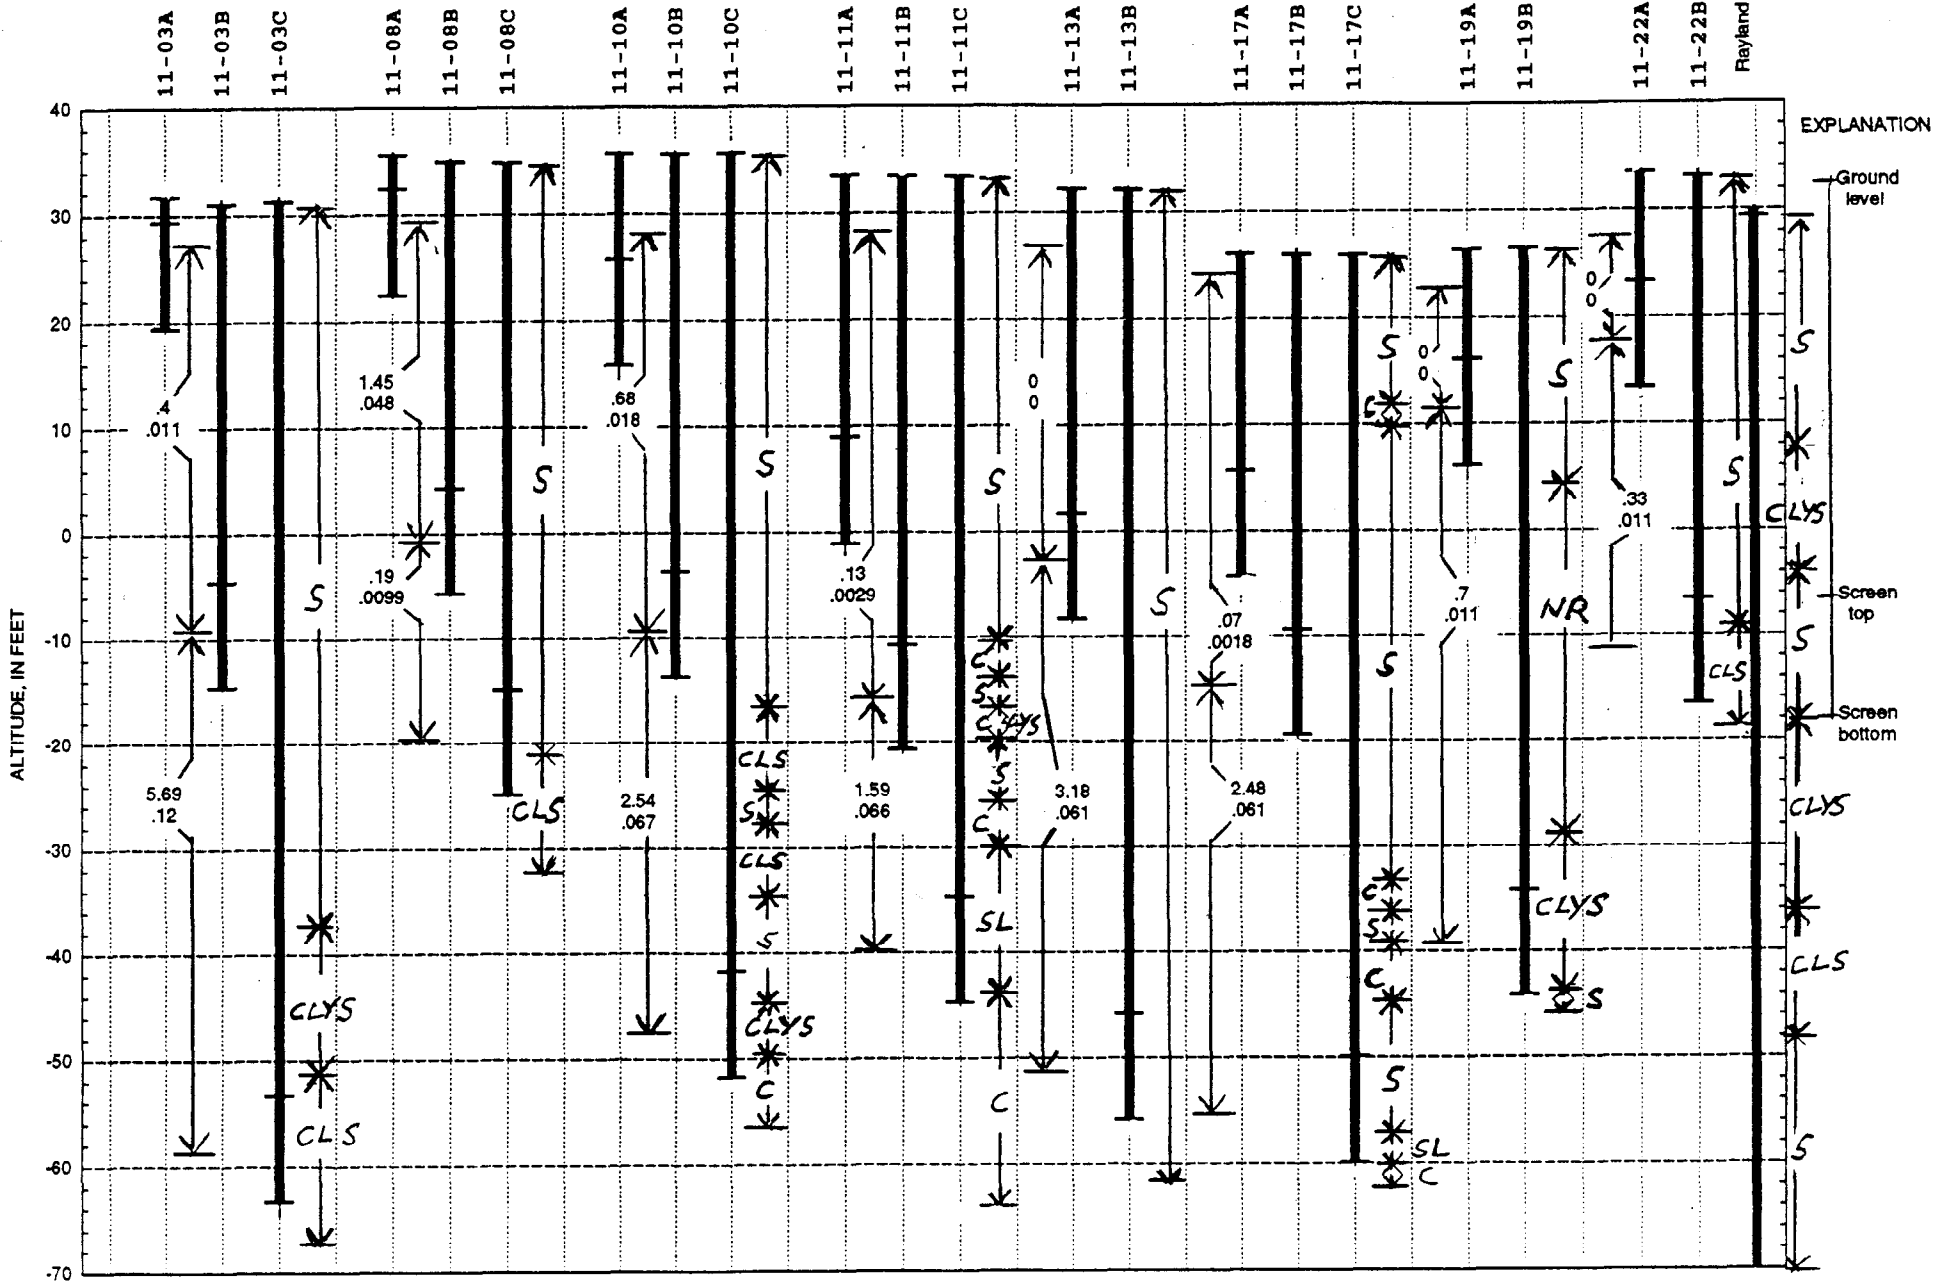 11-03A
11-03B
11-03C
11-08A
11-08B
11-08C
11-10A
11-10B
11-10C
11-11A
11-11B
11-11C
11-13A
11-13B
11-17A
11-17B
11-17C
11-19A
11-19B
11-22A
11-22B
Rayland
ALTITUDE, IN FEET
40
30
20
10
0
-10
-20
-30
-40
-50
-60
-70
.4
.011
5.69
.12
S
CLYS
CLS
1.45
.048
.19
.0099
S
CLS
.68
.018
2.54
.067
S
CLS
S
CLS
S
CLYS
C
.13
.0029
1.59
.066
S
C
S
CLYS
S
C
SL
C
0
0
3.18
.061
S
.07
.0018
2.48
.061
S
C
S
C
S
C
S
SL
C
0
0
.7
.011
S
NR
CLYS
S
0
0
.33
.011
S
CLS
S
CLYS
S
CLYS
CLS
S
EXPLANATION
Ground
level
Screen
top
Screen
bottom